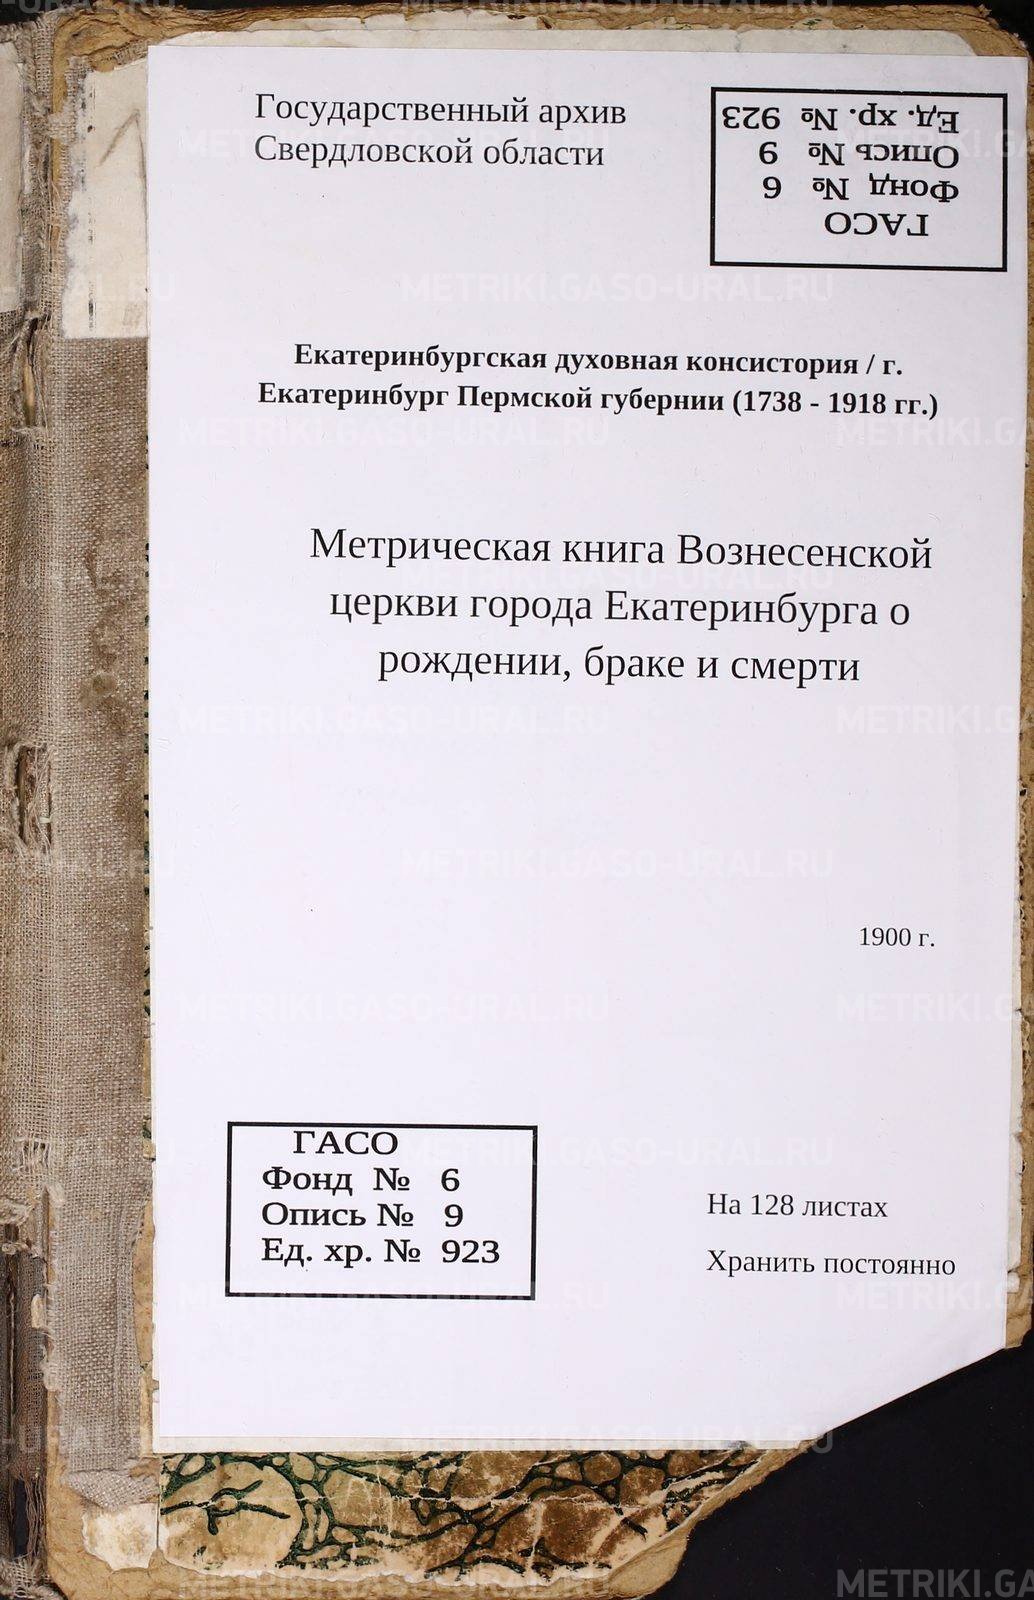 Государственный архив
Свердловской области
ГАСО
Фонд № 6
Опись № 9
Ед. хр. № 923
Екатеринбургская духовная консистория / г.
Екатеринбург Пермской губернии (1738 - 1918 гг.)
Метрическая книга Вознесенской
церкви города Екатеринбурга о
рождении, браке и смерти
1900 г.
ГАСО
Фонд № 6
Опись № 9
Ед. хр. № 923
На 128 листах
Хранить постоянно
METRIKI.GASO-URAL.RU